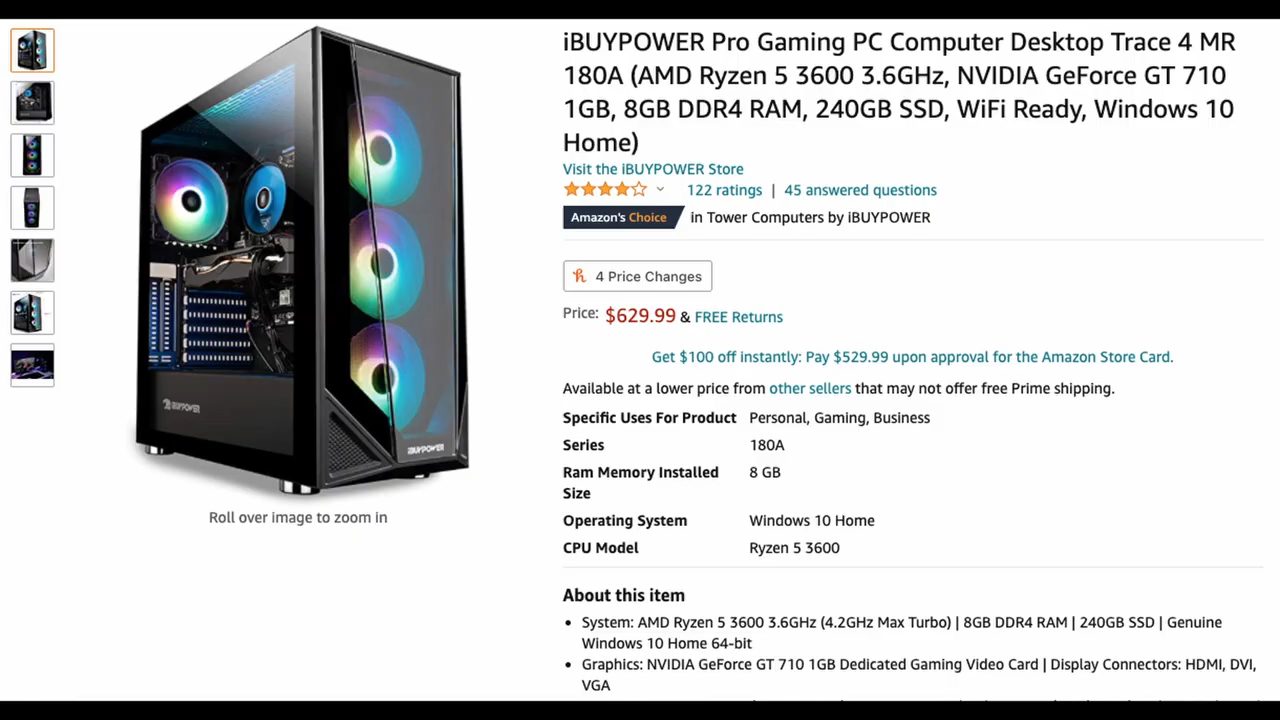 iBUYPOWER Pro Gaming PC Computer Desktop Trace 4 MR
180A (AMD Ryzen 5 3600 3.6GHz, NVIDIA GeForce GT 710
1GB, 8GB DDR4 RAM, 240GB SSD, WiFi Ready, Windows 10
Home)
Visit the iBUYPOWER Store
122 ratings | 45 answered questions
Amazon's Choice in Tower Computers by iBUYPOWER
4 Price Changes
Price: $629.99 & FREE Returns
Get $100 off instantly: Pay $529.99 upon approval for the Amazon Store Card.
Available at a lower price from other sellers that may not offer free Prime shipping.
Specific Uses For Product Personal, Gaming, Business
Series 180A
Ram Memory Installed 8 GB
Size
Operating System Windows 10 Home
CPU Model Ryzen 5 3600
About this item
• System: AMD Ryzen 5 3600 3.6GHz (4.2GHz Max Turbo) | 8GB DDR4 RAM | 240GB SSD | Genuine
Windows 10 Home 64-bit
• Graphics: NVIDIA GeForce GT 710 1GB Dedicated Gaming Video Card | Display Connectors: HDMI, DVI,
VGA
iBUYPOWER
iBUYPOWER
Roll over image to zoom in